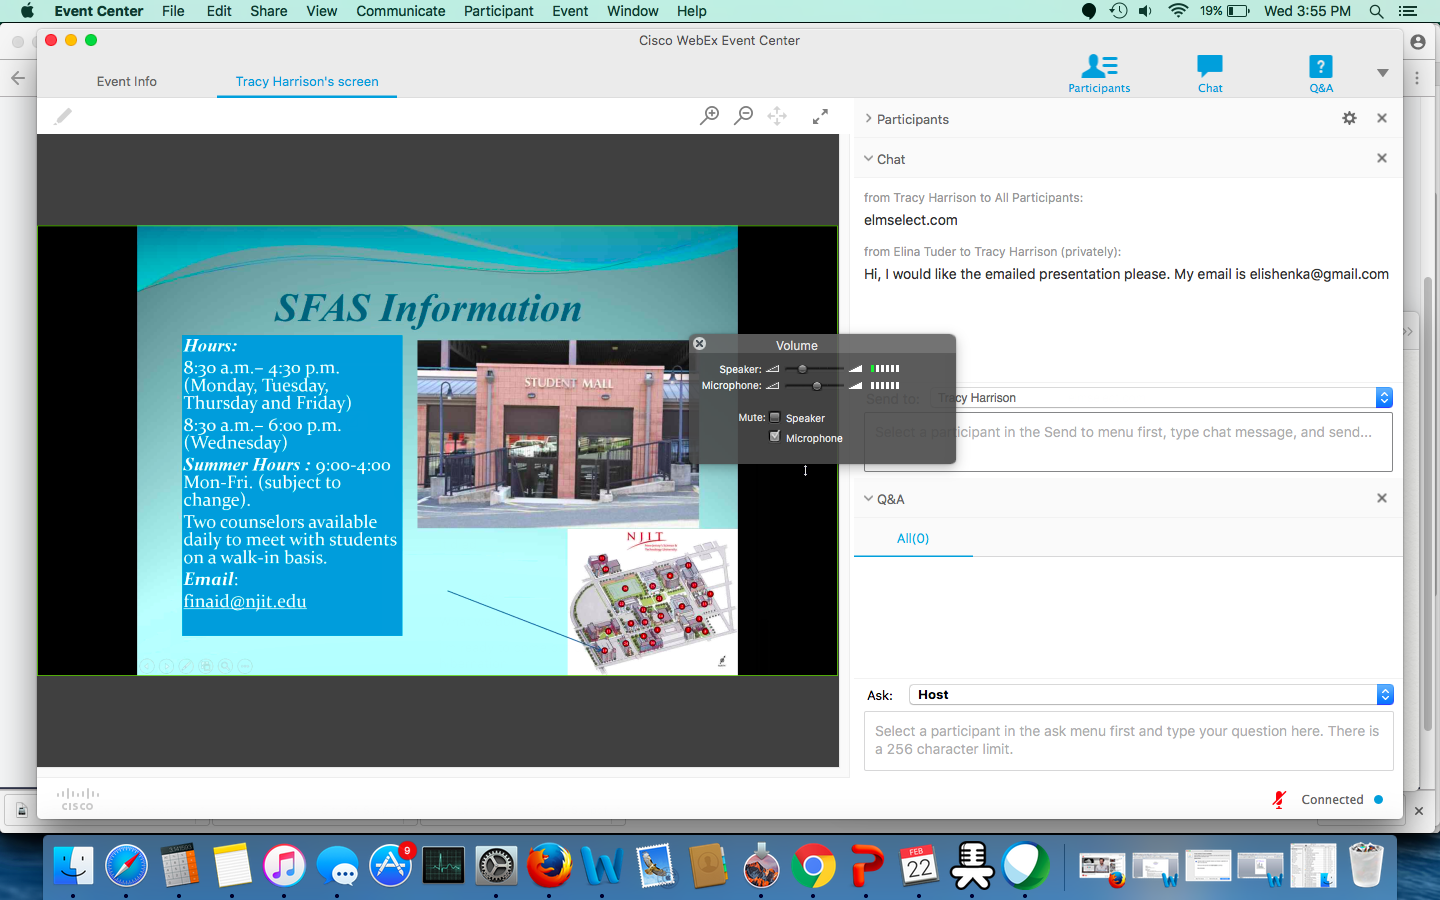 Event Center File Edit Share View Communicate Participant Event Window Help
19% Wed 3:55 PM
Cisco WebEx Event Center
Event Info
Tracy Harrison's screen
Participants
Chat
Q&A
Participants
Chat
from Tracy Harrison to All Participants:
elmselect.com
from Elina Tuder to Tracy Harrison (privately):
Hi, I would like the emailed presentation please. My email is elishenka@gmail.com
SFAS Information
Hours:
8:30 a.m.– 4:30 p.m.
(Monday, Tuesday,
Thursday and Friday)
8:30 a.m.– 6:00 p.m.
(Wednesday)
Summer Hours : 9:00-4:00
Mon-Fri. (subject to
change).
Two counselors available
daily to meet with students
on a walk-in basis.
Email:
finaid@njit.edu
STUDENT MALL
NJIT
Volume
Speaker:
Microphone:
Mute: Speaker
Microphone
Send to: Tracy Harrison
Select a participant in the Send to menu first, type chat message, and send...
Q&A
All(0)
Ask: Host
Select a participant in the ask menu first and type your question here. There is
a 256 character limit.
CISCO
Connected
9
FEB
22